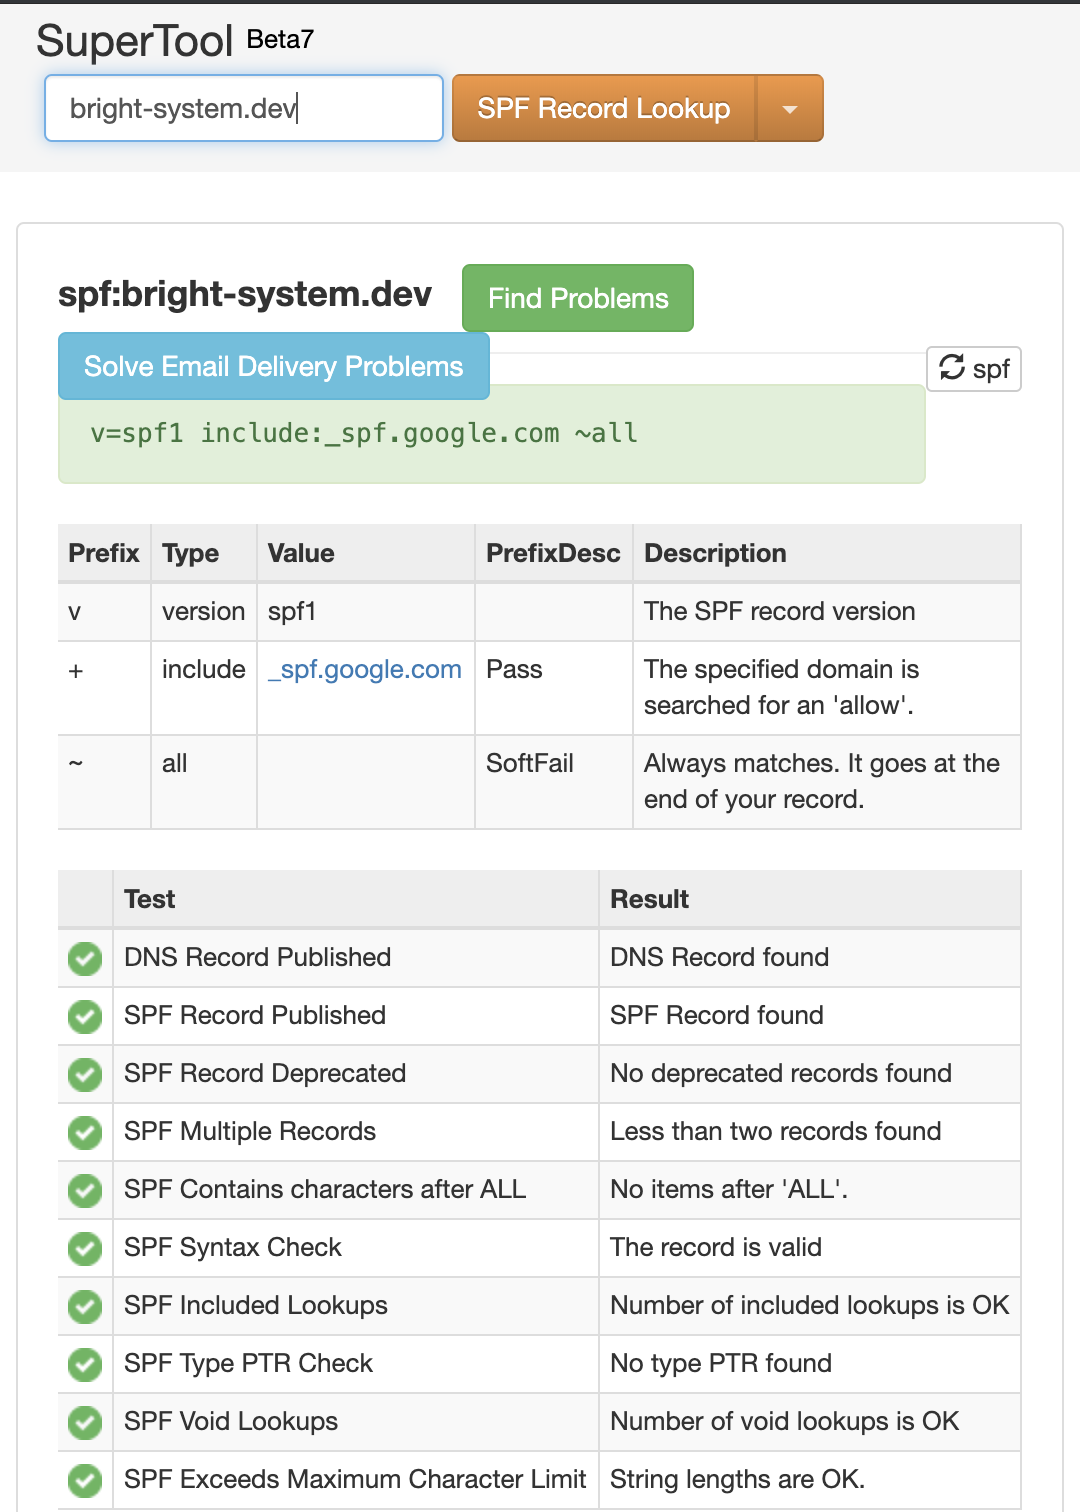 SuperTool Beta7
bright-system.dev
SPF Record Lookup
spf:bright-system.dev
Find Problems
Solve Email Delivery Problems
spf
v=spf1 include:_spf.google.com ~all
Prefix Type Value PrefixDesc Description
v version spf1 The SPF record version
+ include _spf.google.com Pass The specified domain is
searched for an 'allow'.
~ all SoftFail Always matches. It goes at the
end of your record.
Test Result
DNS Record Published DNS Record found
SPF Record Published SPF Record found
SPF Record Deprecated No deprecated records found
SPF Multiple Records Less than two records found
SPF Contains characters after ALL No items after 'ALL'.
SPF Syntax Check The record is valid
SPF Included Lookups Number of included lookups is OK
SPF Type PTR Check No type PTR found
SPF Void Lookups Number of void lookups is OK
SPF Exceeds Maximum Character Limit String lengths are OK.